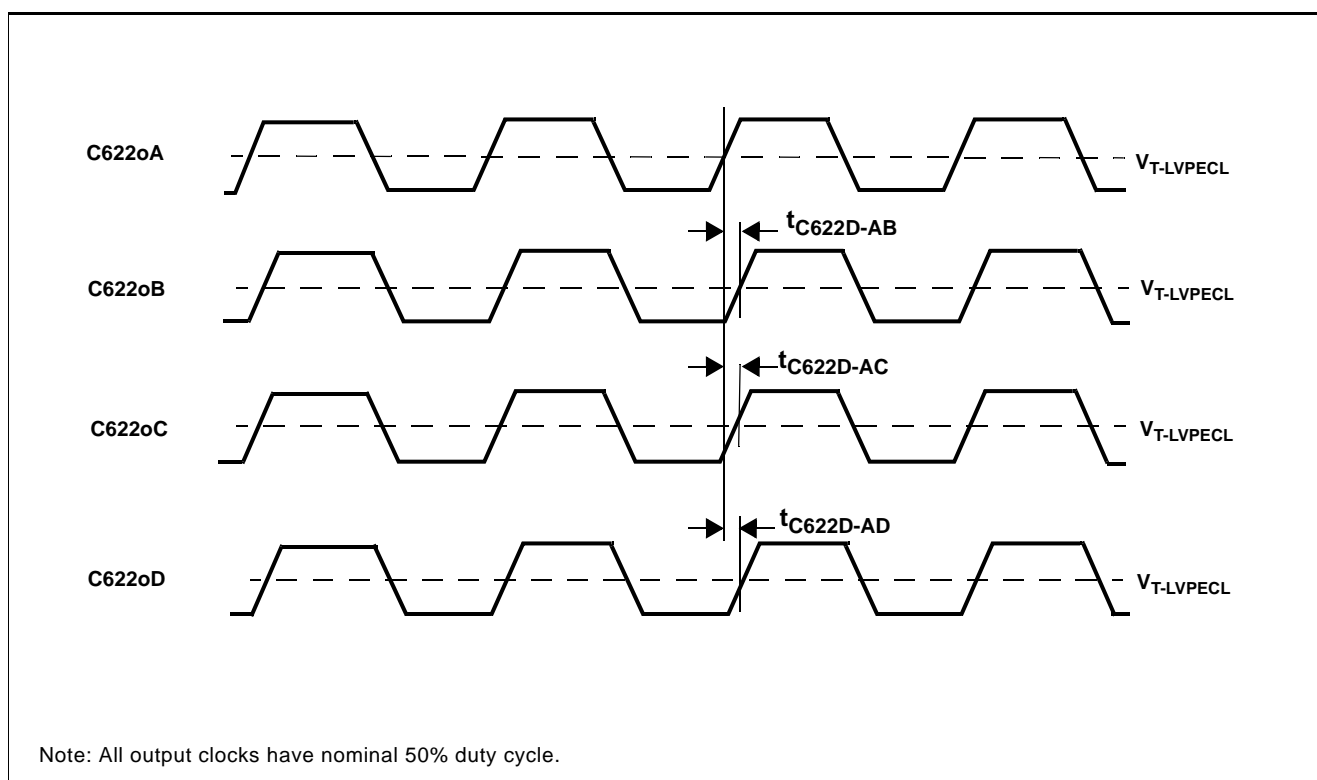 C622oA
VT-LVPECL
tC622D-AB
C622oB
VT-LVPECL
tC622D-AC
C622oC
VT-LVPECL
tC622D-AD
C622oD
VT-LVPECL
Note: All output clocks have nominal 50% duty cycle.